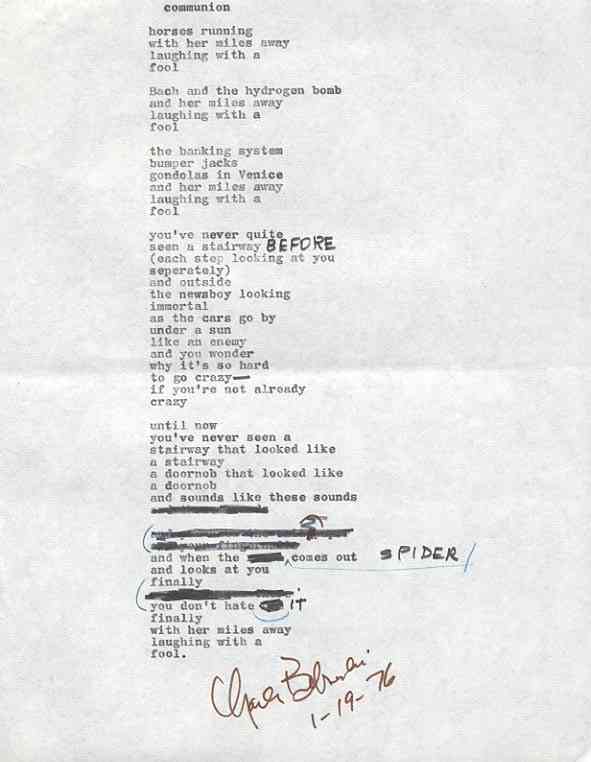 communion
horses running
with her miles away
laughing with a
fool
Bach and the hydrogen bomb
and her miles away
laughing with a
fool
the banking system
bumper jacks
gondolas in Venice
and her miles away
laughing with a
fool
you've never quite
seen a stairway BEFORE
(each step looking at you
seperately)
and outside
the newsboy looking
immortal
as the cars go by
under a sun
like an enemy
and you wonder
why it's so hard
to go crazy—
if you're not already
crazy
until now
you've never seen a
stairway that looked like
a stairway
a doornob that looked like
a doornob
and sounds like these sounds
and when the comes out SPIDER
and looks at you
finally
you don't hate IT
finally
with her miles away
laughing with a
fool.
Charles Bukowski
1-19-76